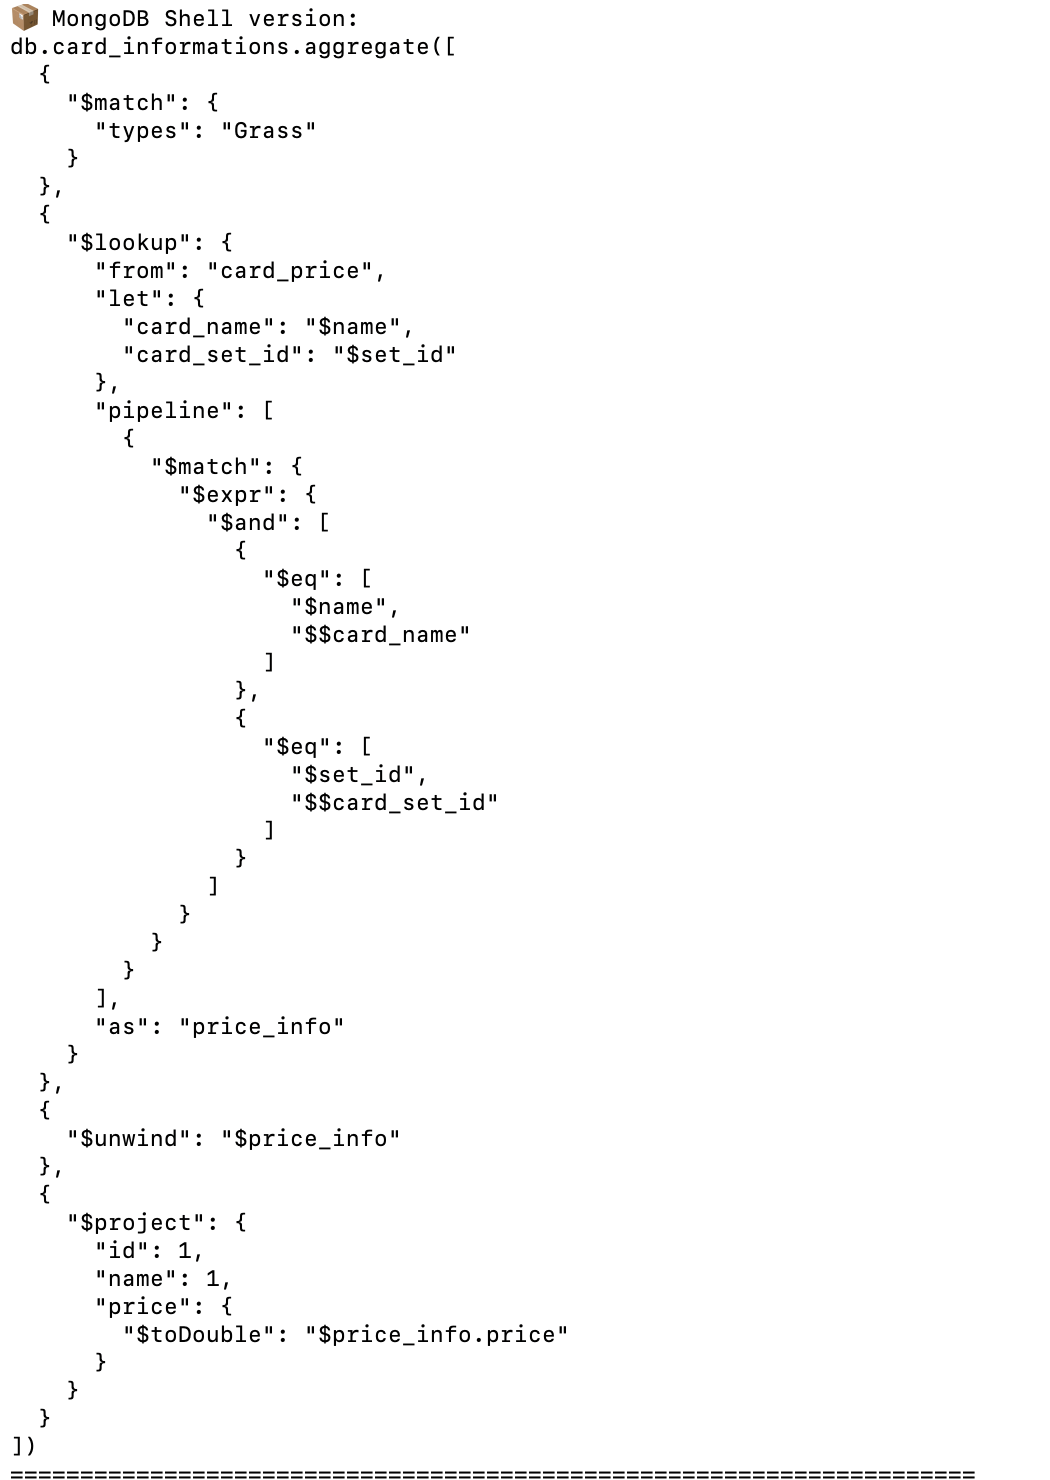 📦 MongoDB Shell version:
db.card_informations.aggregate([
  {
    "$match": {
      "types": "Grass"
    }
  },
  {
    "$lookup": {
      "from": "card_price",
      "let": {
        "card_name": "$name",
        "card_set_id": "$set_id"
      },
      "pipeline": [
        {
          "$match": {
            "$expr": {
              "$and": [
                {
                  "$eq": [
                    "$name",
                    "$$card_name"
                  ]
                },
                {
                  "$eq": [
                    "$set_id",
                    "$$card_set_id"
                  ]
                }
              ]
            }
          }
        }
      ],
      "as": "price_info"
    }
  },
  {
    "$unwind": "$price_info"
  },
  {
    "$project": {
      "id": 1,
      "name": 1,
      "price": {
        "$toDouble": "$price_info.price"
      }
    }
  }
])
=====================================================================